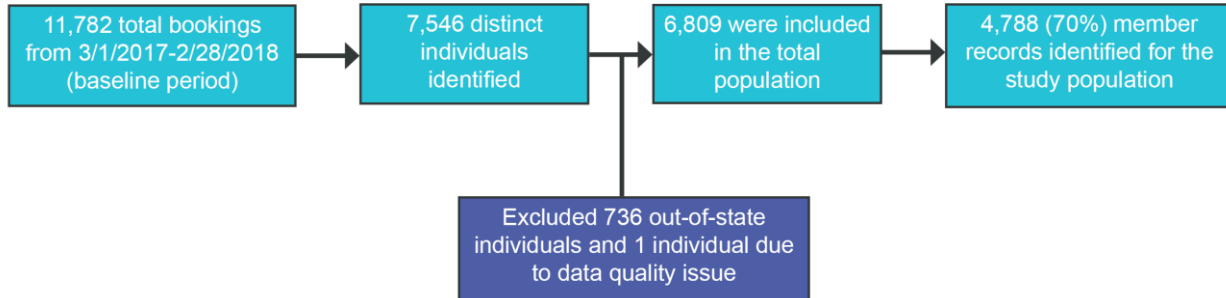 11,782 total bookings
from 3/1/2017-2/28/2018
(baseline period)
7,546 distinct
individuals
identified
6,809 were included
in the total
population
4,788 (70%) member
records identified for the
study population
Excluded 736 out-of-state
individuals and 1 individual due
to data quality issue